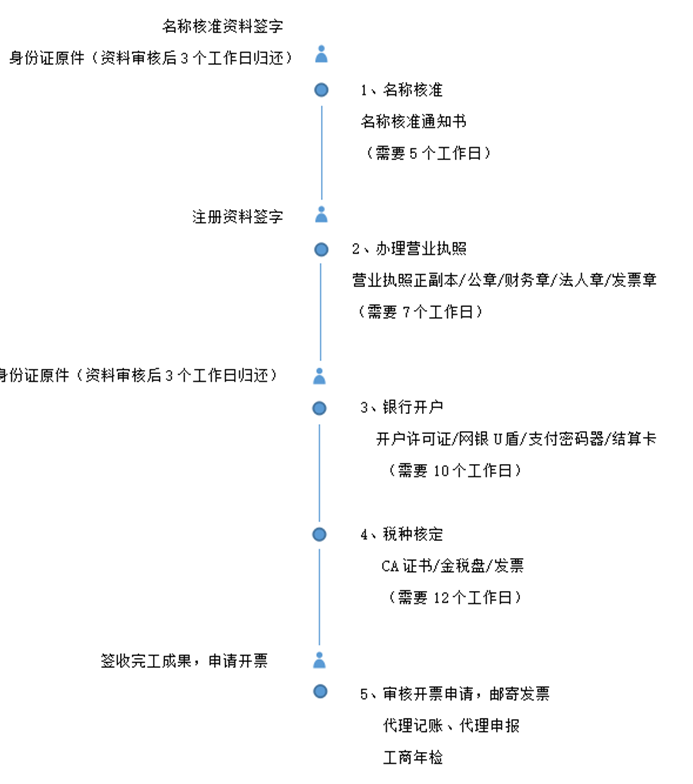 名称核准资料签字
身份证原件（资料审核后3个工作日归还）
1、名称核准
名称核准通知书
（需要5个工作日）
注册资料签字
2、办理营业执照
营业执照正副本/公章/财务章/法人章/发票章
（需要7个工作日）
身份证原件（资料审核后3个工作日归还）
3、银行开户
开户许可证/网银U盾/支付密码器/结算卡
（需要10个工作日）
4、税种核定
CA证书/金税盘/发票
（需要12个工作日）
签收完工成果，申请开票
5、审核开票申请，邮寄发票
代理记账、代理申报
工商年检